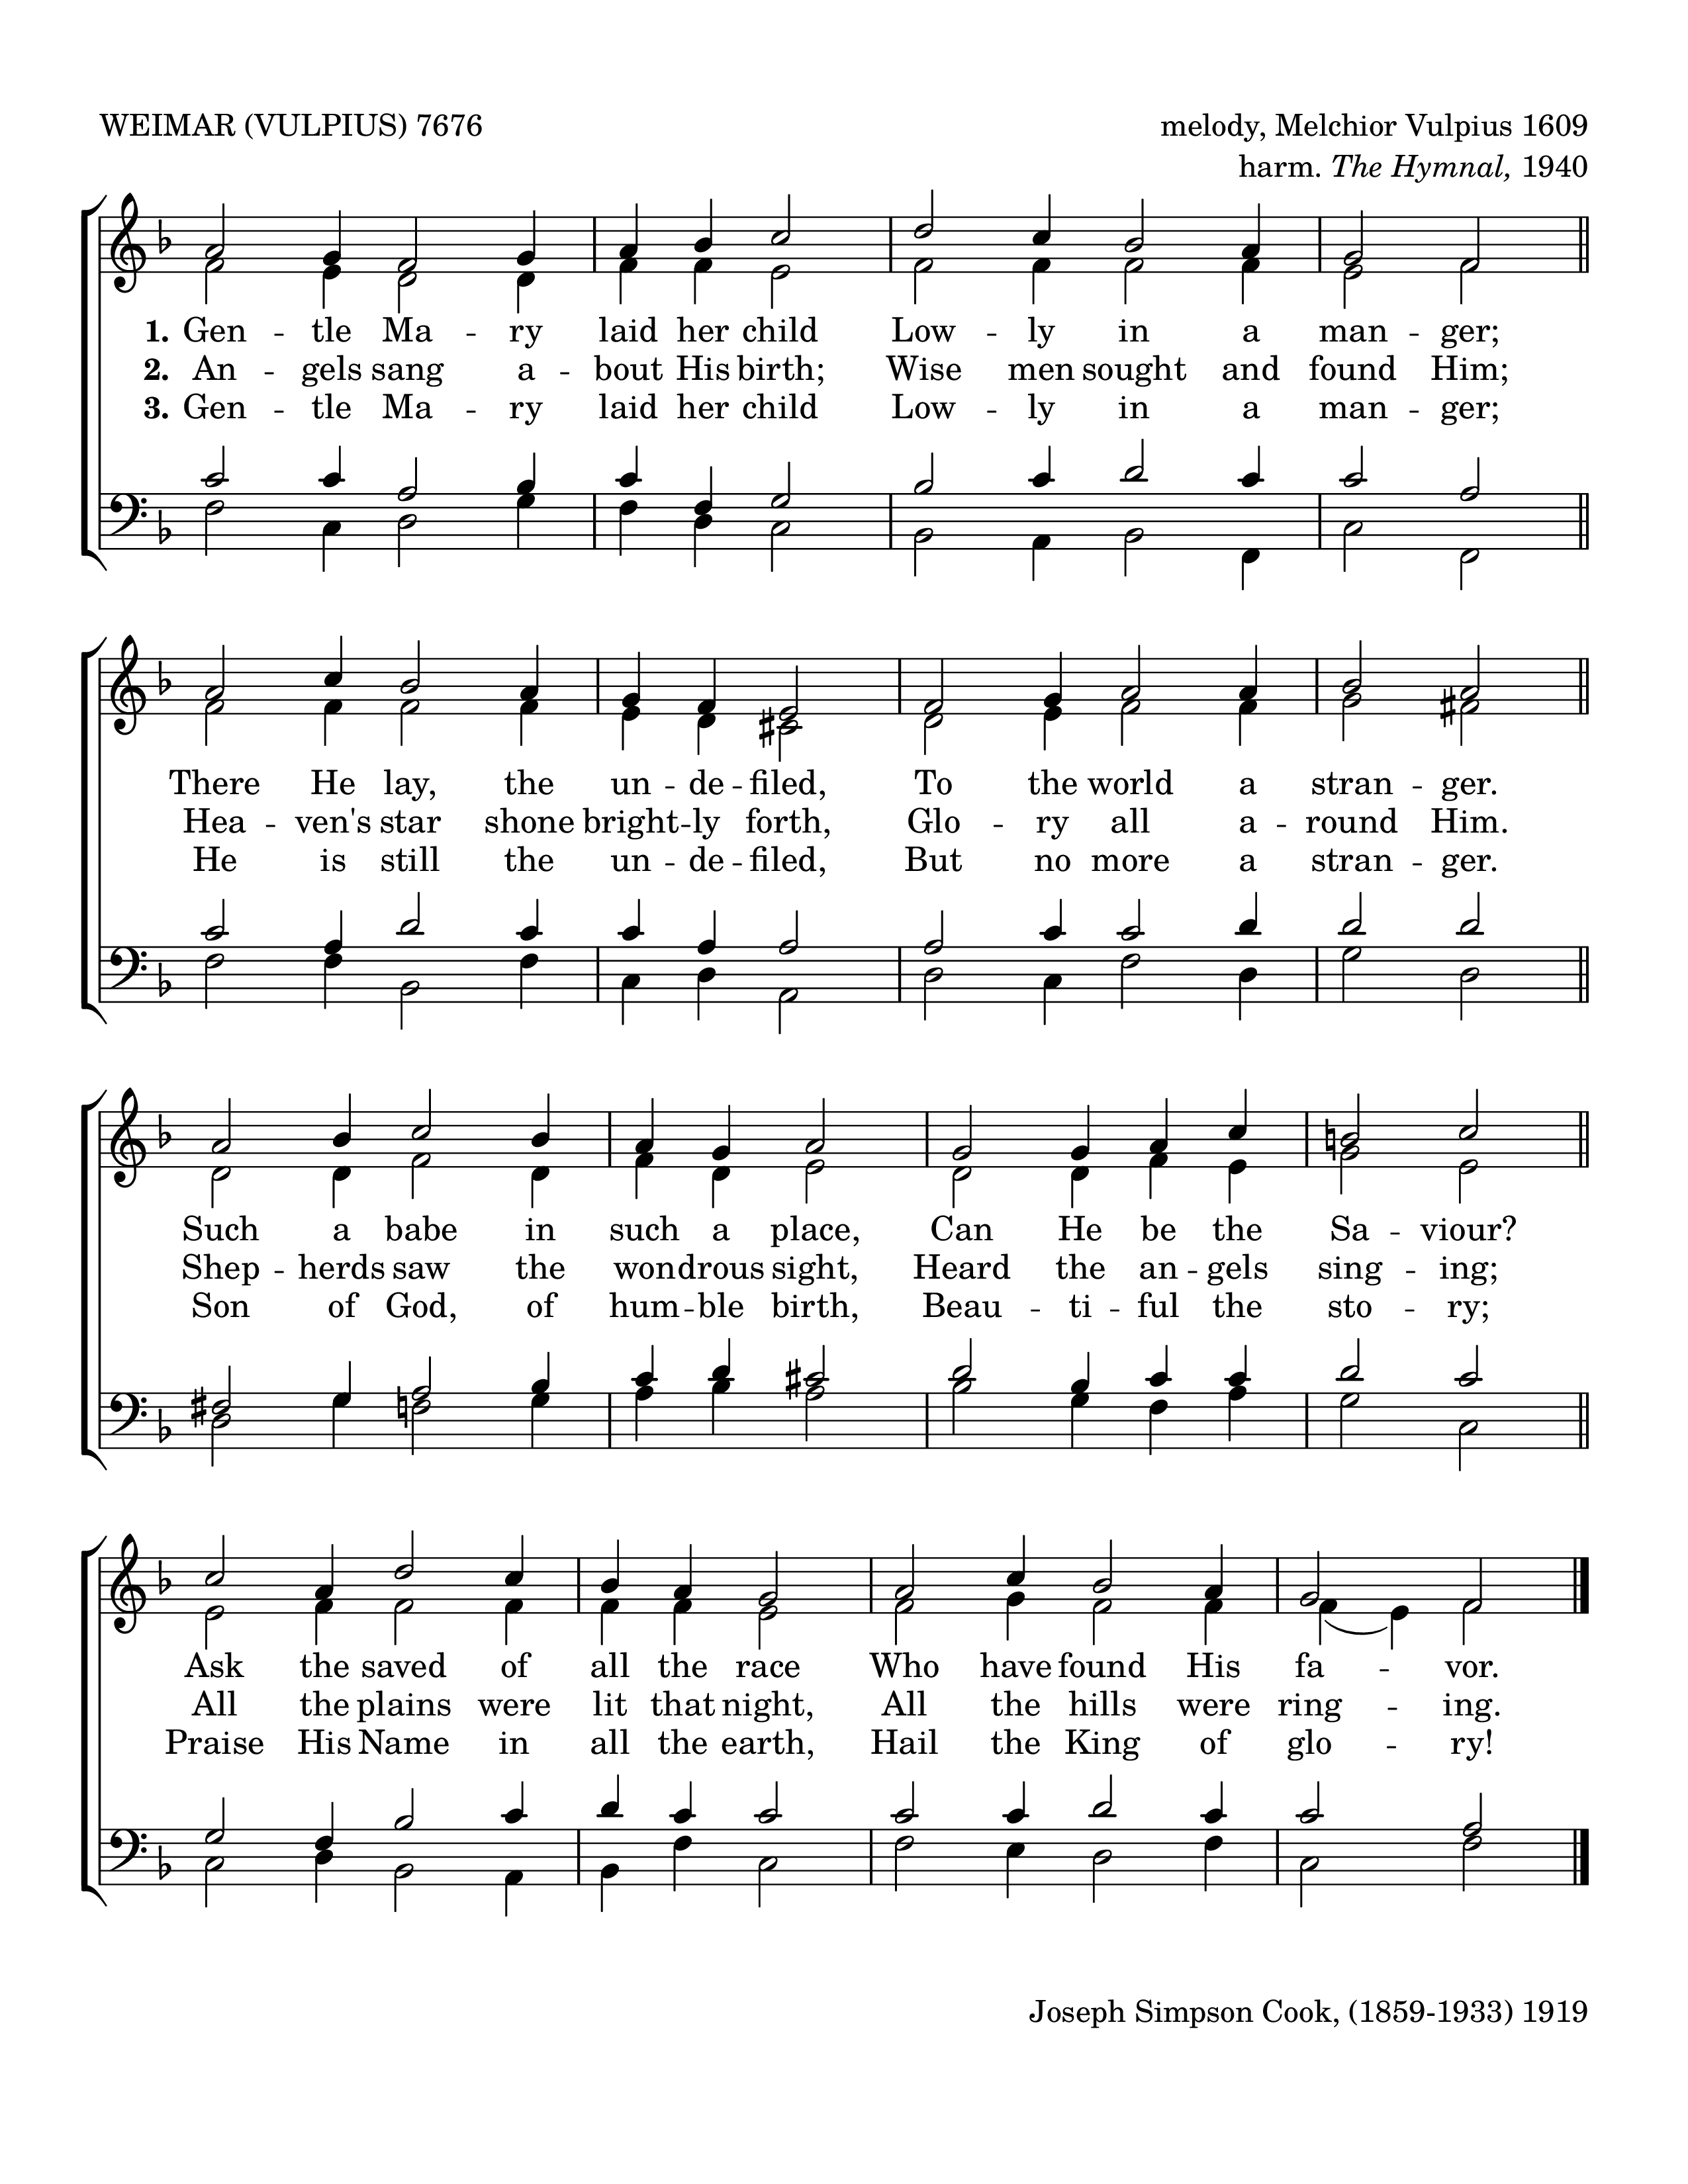 WEIMAR (VULPIUS) 7676
melody, Melchior Vulpius 1609
harm. The Hymnal, 1940
1. Gen -- tle Ma -- ry laid her child Low -- ly in a man -- ger;
2. An -- gels sang a -- bout His birth; Wise men sought and found Him;
3. Gen -- tle Ma -- ry laid her child Low -- ly in a man -- ger;
There He lay, the un -- de -- filed, To the world a stran -- ger.
Hea -- ven's star shone bright -- ly forth, Glo -- ry all a -- round Him.
He is still the un -- de -- filed, But no more a stran -- ger.
Such a babe in such a place, Can He be the Sa -- viour?
Shep -- herds saw the wondrous sight, Heard the an -- gels sing -- ing;
Son of God, of hum -- ble birth, Beau -- ti -- ful the sto -- ry;
Ask the saved of all the race Who have found His fa -- vor.
All the plains were lit that night, All the hills were ring -- ing.
Praise His Name in all the earth, Hail the King of glo -- ry!
Joseph Simpson Cook, (1859-1933) 1919